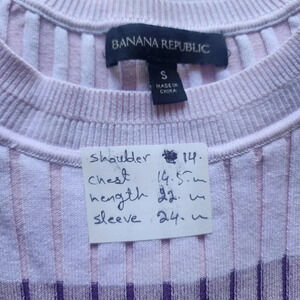 BANANA REPUBLIC
S
MADE IN
CHINA
shoulder 14.
chest 14.5.in
length 22. in
sleeve 24. in